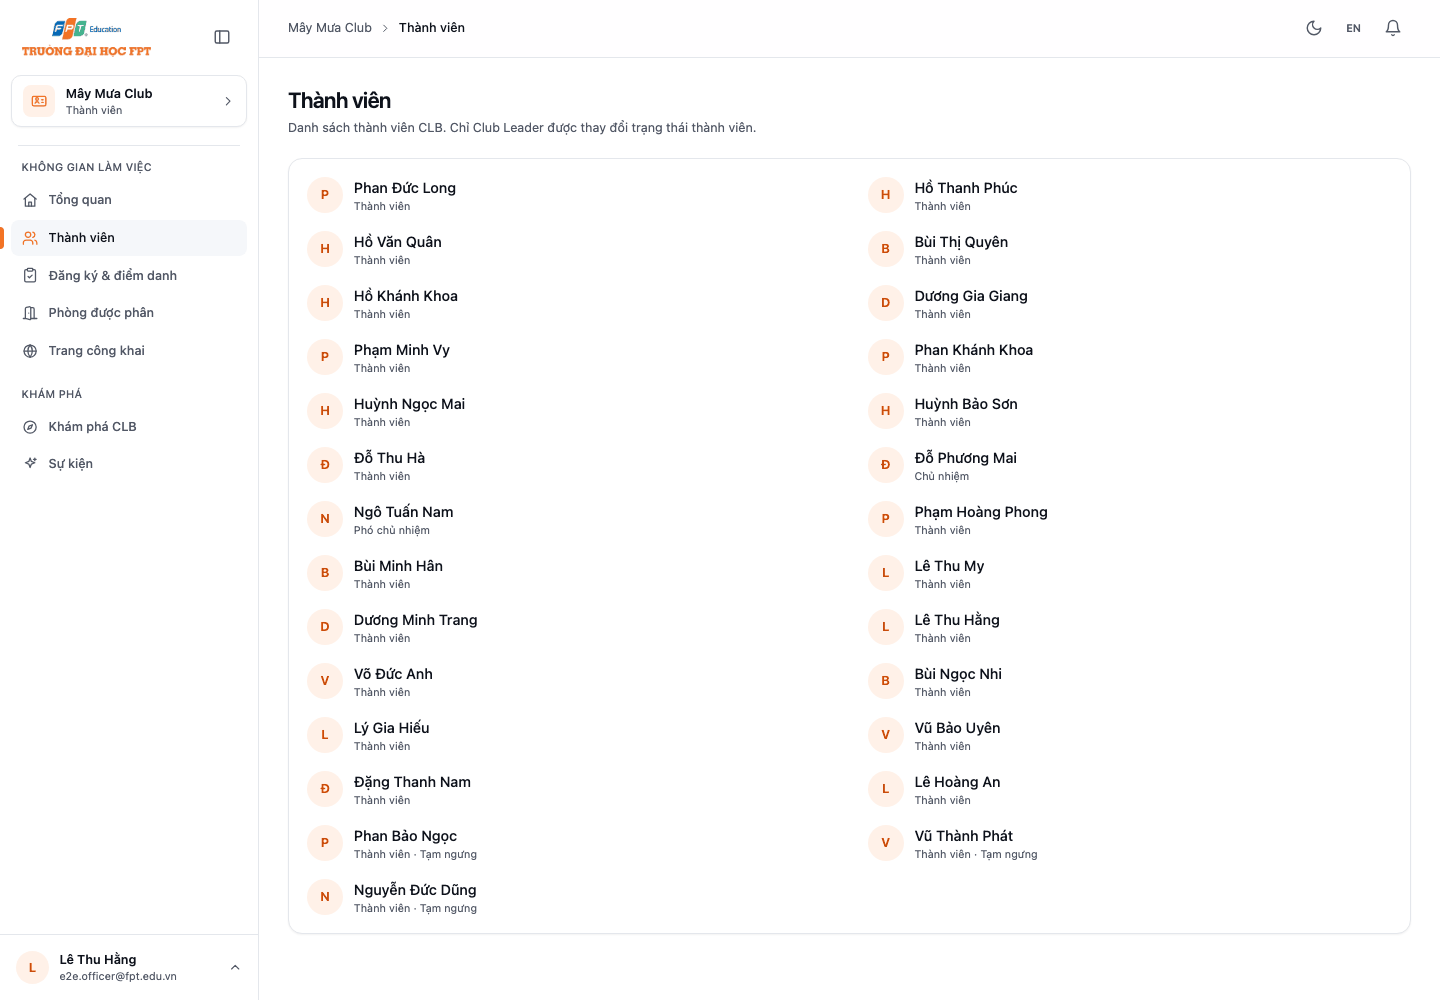 FPT Education
TRƯỜNG ĐẠI HỌC FPT
Mây Mưa Club
Thành viên
KHÔNG GIAN LÀM VIỆC
Tổng quan
Thành viên
Đăng ký & điểm danh
Phòng được phân
Trang công khai
KHÁM PHÁ
Khám phá CLB
Sự kiện
L
Lê Thu Hằng
e2e.officer@fpt.edu.vn
Mây Mưa Club > Thành viên
EN
Thành viên
Danh sách thành viên CLB. Chỉ Club Leader được thay đổi trạng thái thành viên.
P
Phan Đức Long
Thành viên
H
Hồ Thanh Phúc
Thành viên
H
Hồ Văn Quân
Thành viên
B
Bùi Thị Quyên
Thành viên
H
Hồ Khánh Khoa
Thành viên
D
Dương Gia Giang
Thành viên
P
Phạm Minh Vy
Thành viên
P
Phan Khánh Khoa
Thành viên
H
Huỳnh Ngọc Mai
Thành viên
H
Huỳnh Bảo Sơn
Thành viên
Đ
Đỗ Thu Hà
Thành viên
Đ
Đỗ Phương Mai
Chủ nhiệm
N
Ngô Tuấn Nam
Phó chủ nhiệm
P
Phạm Hoàng Phong
Thành viên
B
Bùi Minh Hân
Thành viên
L
Lê Thu My
Thành viên
D
Dương Minh Trang
Thành viên
L
Lê Thu Hằng
Thành viên
V
Võ Đức Anh
Thành viên
B
Bùi Ngọc Nhi
Thành viên
L
Lý Gia Hiếu
Thành viên
V
Vũ Bảo Uyên
Thành viên
Đ
Đặng Thanh Nam
Thành viên
L
Lê Hoàng An
Thành viên
P
Phan Bảo Ngọc
Thành viên · Tạm ngưng
V
Vũ Thành Phát
Thành viên · Tạm ngưng
N
Nguyễn Đức Dũng
Thành viên · Tạm ngưng